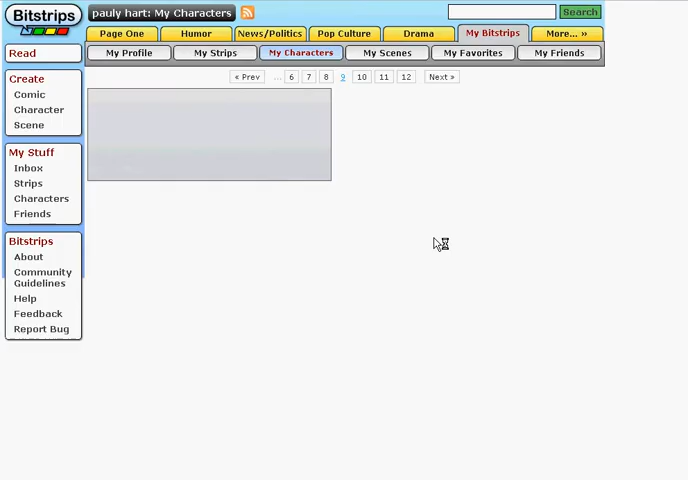 Bitstrips
pauly hart: My Characters
Search
Page One Humor News/Politics Pop Culture Drama My Bitstrips More... »
My Profile My Strips My Characters My Scenes My Favorites My Friends
« Prev ... 6 7 8 9 10 11 12 Next »
Read
Create
Comic
Character
Scene
My Stuff
Inbox
Strips
Characters
Friends
Bitstrips
About
Community
Guidelines
Help
Feedback
Report Bug